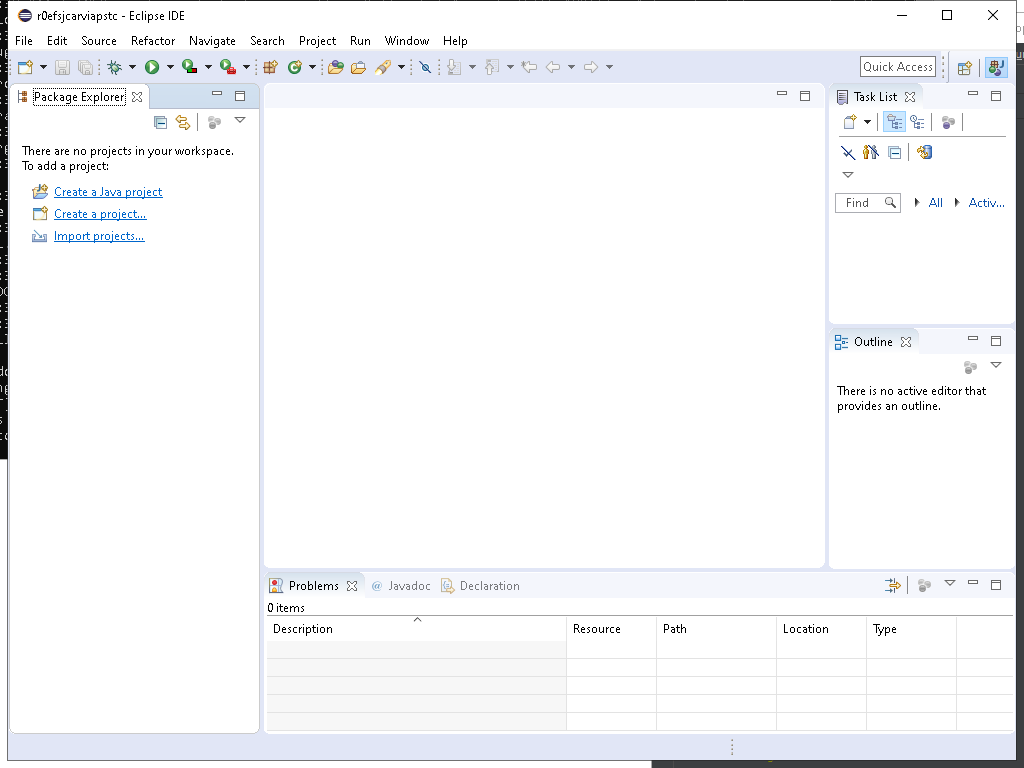 r0efsjcarviapstc - Eclipse IDE
File Edit Source Refactor Navigate Search Project Run Window Help
Quick Access
Package Explorer
There are no projects in your workspace.
To add a project:
Create a Java project
Create a project...
Import projects...
Task List
Find
All
Activ...
Outline
There is no active editor that
provides an outline.
Problems
Javadoc
Declaration
0 items
Description Resource Path Location Type